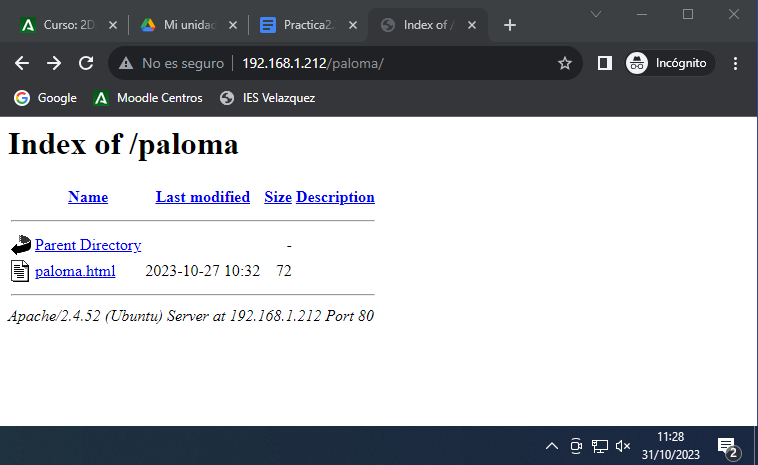 Curso: 2D
Mi unidad
Practica2.
Index of /
No es seguro
192.168.1.212/paloma/
Incógnito
Google
Moodle Centros
IES Velazquez
Index of /paloma
Name Last modified Size Description
Parent Directory -
paloma.html 2023-10-27 10:32 72
Apache/2.4.52 (Ubuntu) Server at 192.168.1.212 Port 80
11:28
31/10/2023
2